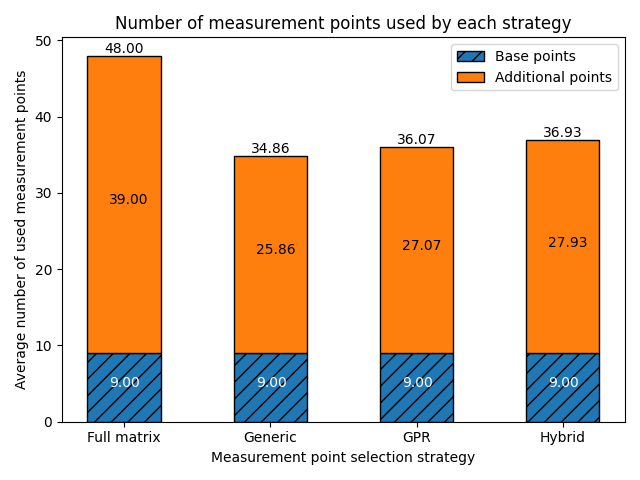 Number of measurement points used by each strategy
Average number of used measurement points
50
40
30
20
10
0
Base points
Additional points
48.00
34.86
36.07
36.93
39.00
25.86
27.07
27.93
9.00
9.00
9.00
9.00
Full matrix
Generic
GPR
Hybrid
Measurement point selection strategy